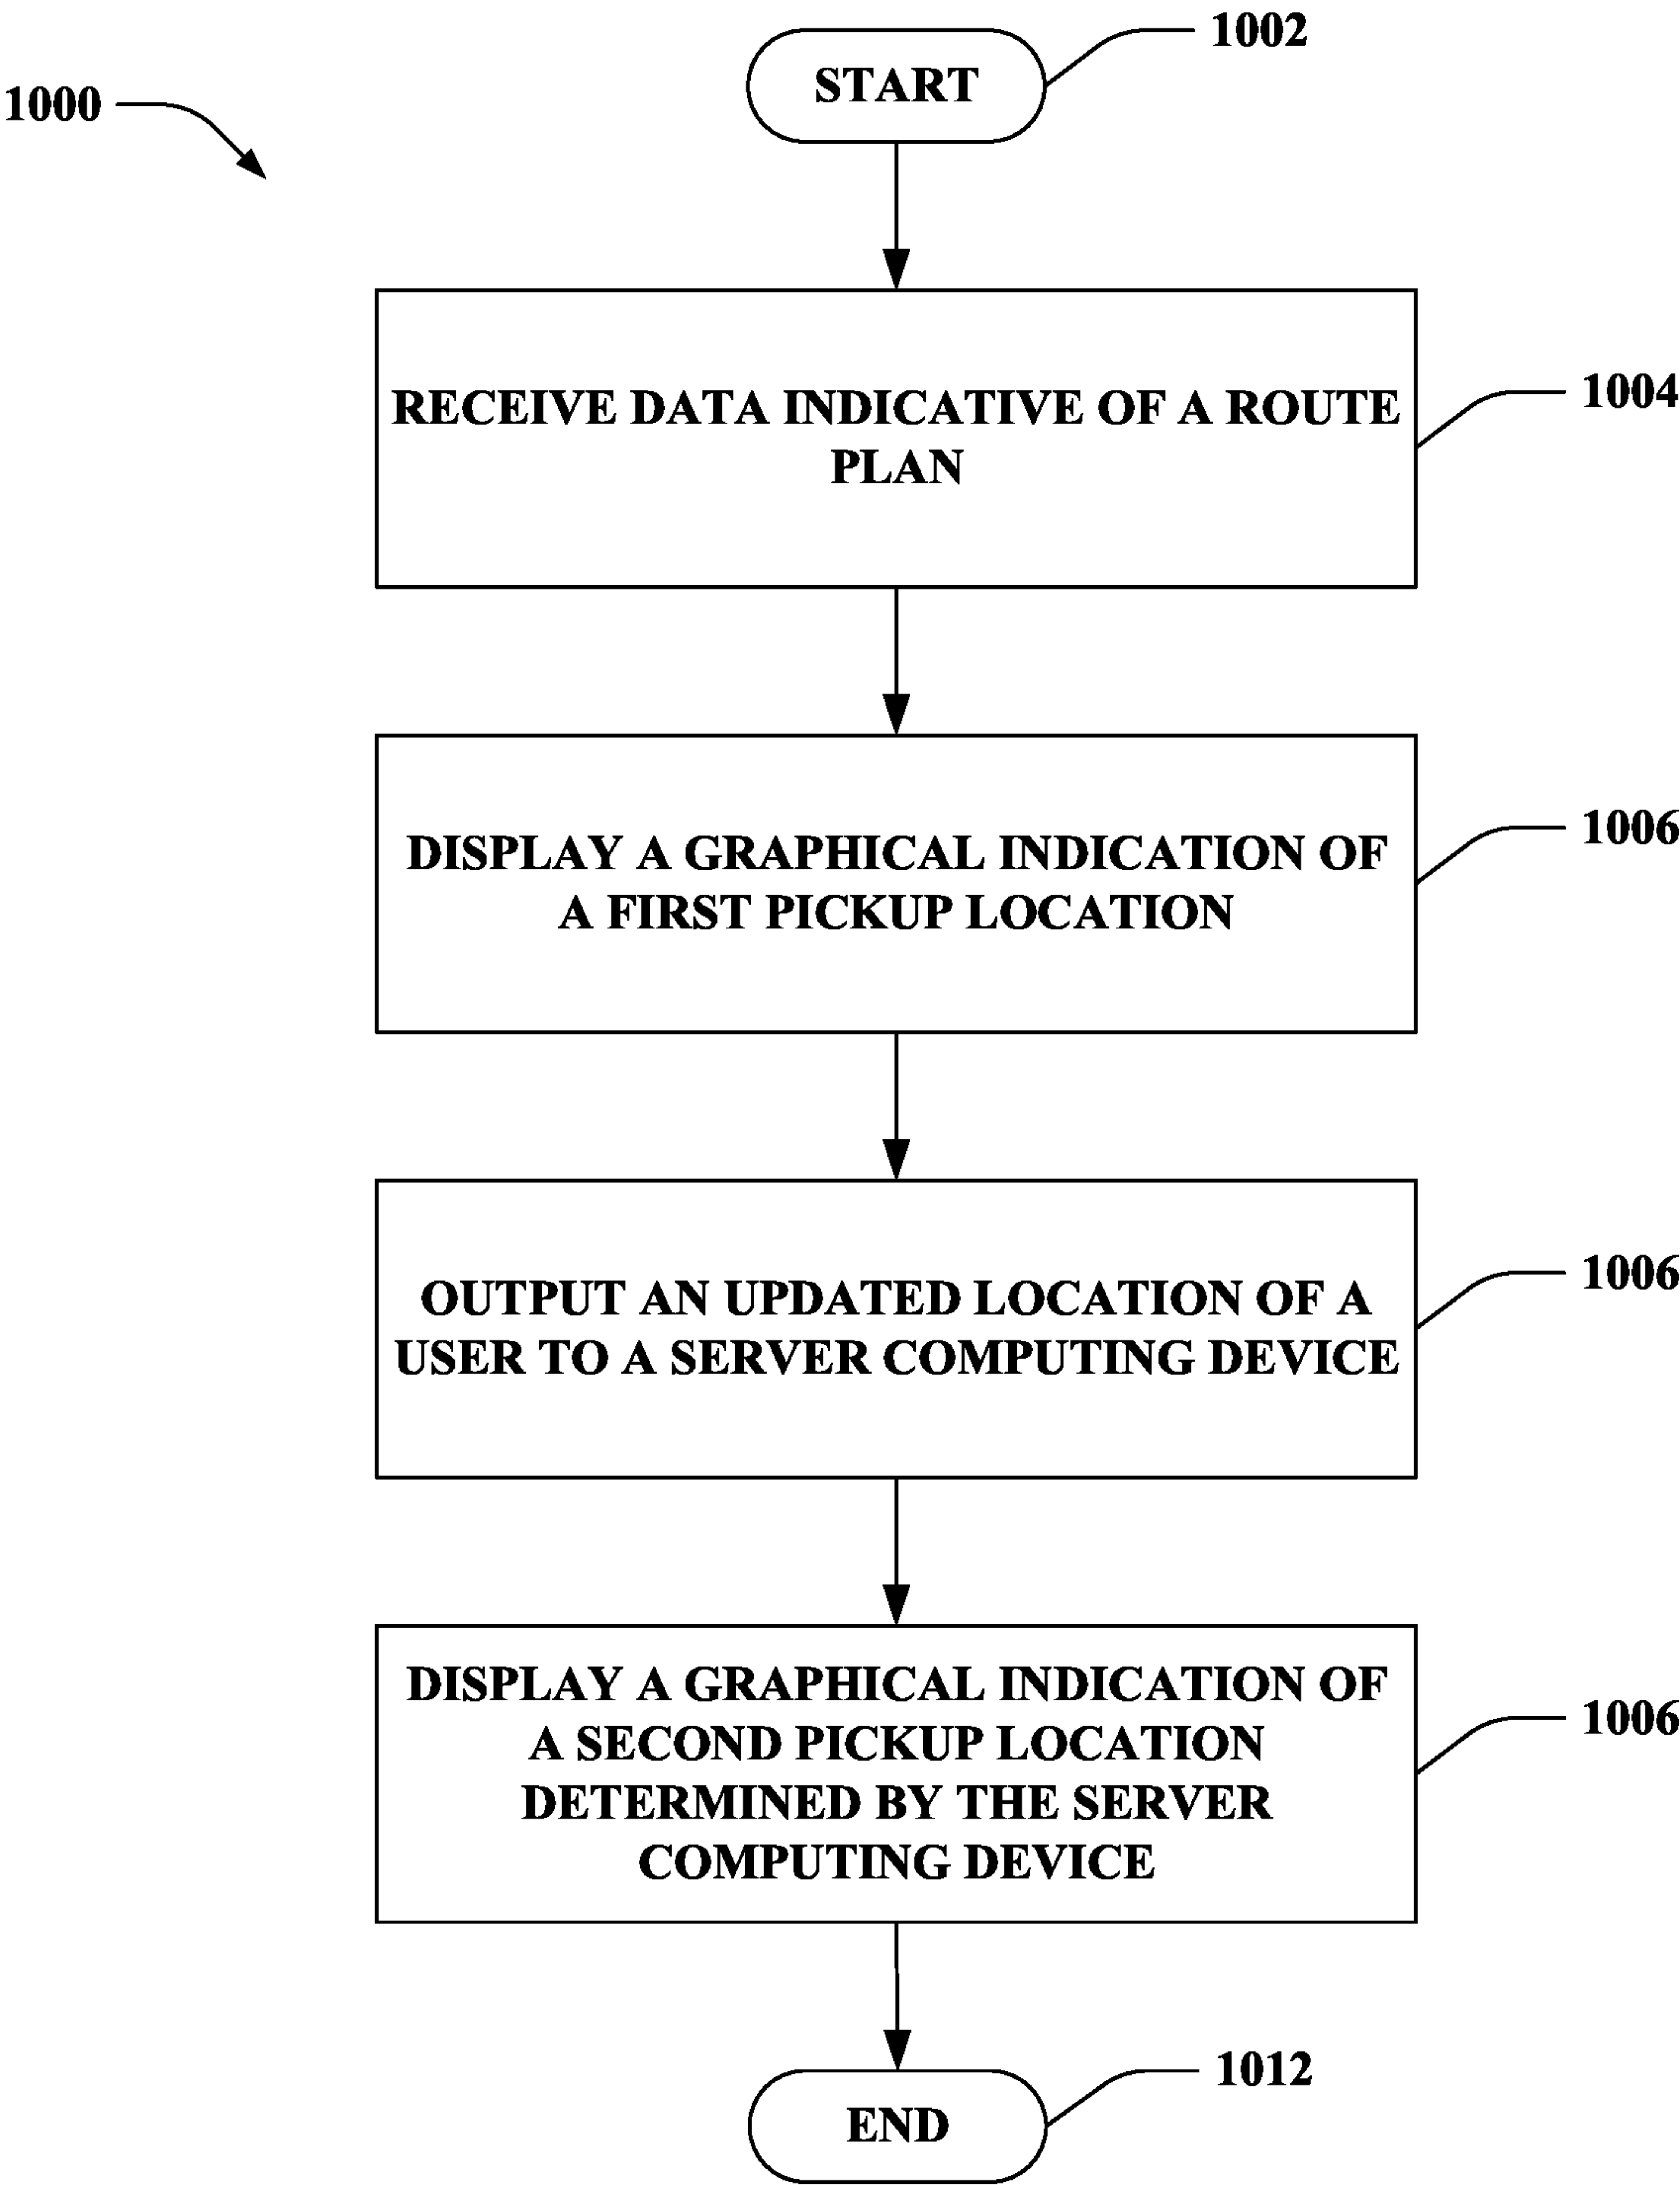 1002
START
1000
RECEIVE DATA INDICATIVE OF A ROUTE
PLAN
1004
DISPLAY A GRAPHICAL INDICATION OF
A FIRST PICKUP LOCATION
1006
OUTPUT AN UPDATED LOCATION OF A
USER TO A SERVER COMPUTING DEVICE
1006
DISPLAY A GRAPHICAL INDICATION OF
A SECOND PICKUP LOCATION
DETERMINED BY THE SERVER
COMPUTING DEVICE
1006
1012
END